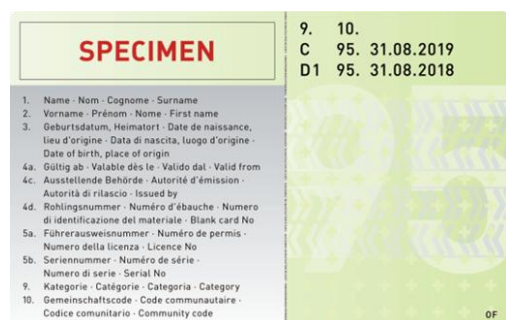 SPECIMEN
1. Name · Nom · Cognome · Surname
2. Vorname · Prénom · Nome · First name
3. Geburtsdatum, Heimatort · Date de naissance,
lieu d'origine · Data di nascita, luogo d'origine ·
Date of birth, place of origin
4a. Gültig ab · Valable dès le · Valido dal · Valid from
4c. Ausstellende Behörde · Autorité d'émission ·
Autorità di rilascio · Issued by
4d. Rohlingsnummer · Numéro d'ébauche · Numero
di identificazione del materiale · Blank card No
5a. Führerausweisnummer · Numéro de permis ·
Numero della licenza · Licence No
5b. Seriennummer · Numéro de série ·
Numero di serie · Serial No
9. Kategorie · Catégorie · Categoria · Category
10. Gemeinschaftscode · Code communautaire ·
Codice comunitario · Community code
9. 10.
C 95. 31.08.2019
D1 95. 31.08.2018
95
OF